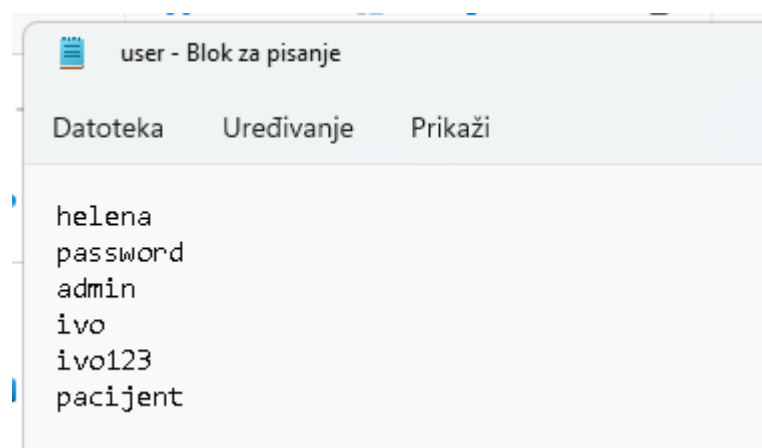 user - Blok za pisanje
Datoteka Uređivanje Prikaži
helena
password
admin
ivo
ivo123
pacijent